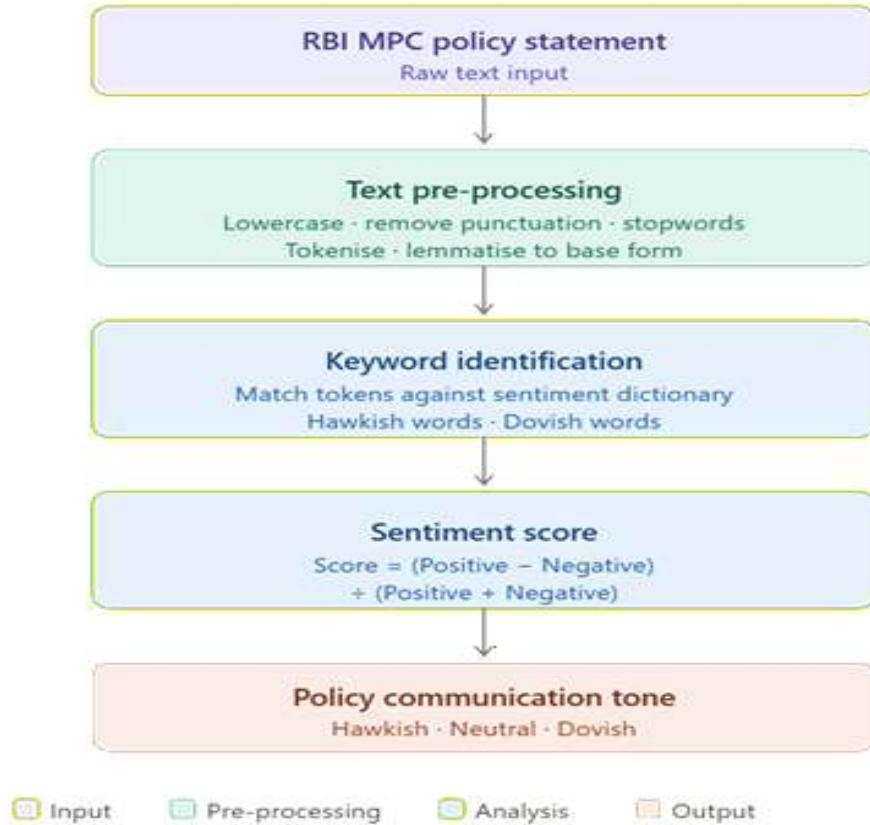 RBI MPC policy statement
Raw text input
Text pre-processing
Lowercase · remove punctuation · stopwords
Tokenise · lemmatise to base form
Keyword identification
Match tokens against sentiment dictionary
Hawkish words · Dovish words
Sentiment score
Score = (Positive − Negative)
÷ (Positive + Negative)
Policy communication tone
Hawkish · Neutral · Dovish
Input Pre-processing Analysis Output